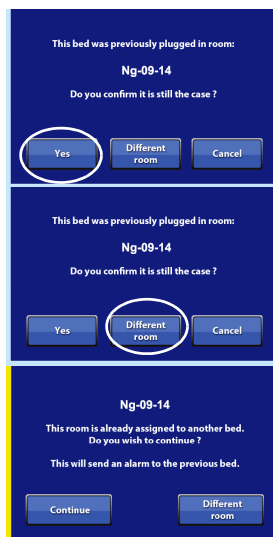 This bed was previously plugged in room:
Ng-09-14
Do you confirm it is still the case ?
Yes
Different
room
Cancel
This bed was previously plugged in room:
Ng-09-14
Do you confirm it is still the case ?
Yes
Different
room
Cancel
Ng-09-14
This room is already assigned to another bed.
Do you wish to continue ?
This will send an alarm to the previous bed.
Continue
Different
room